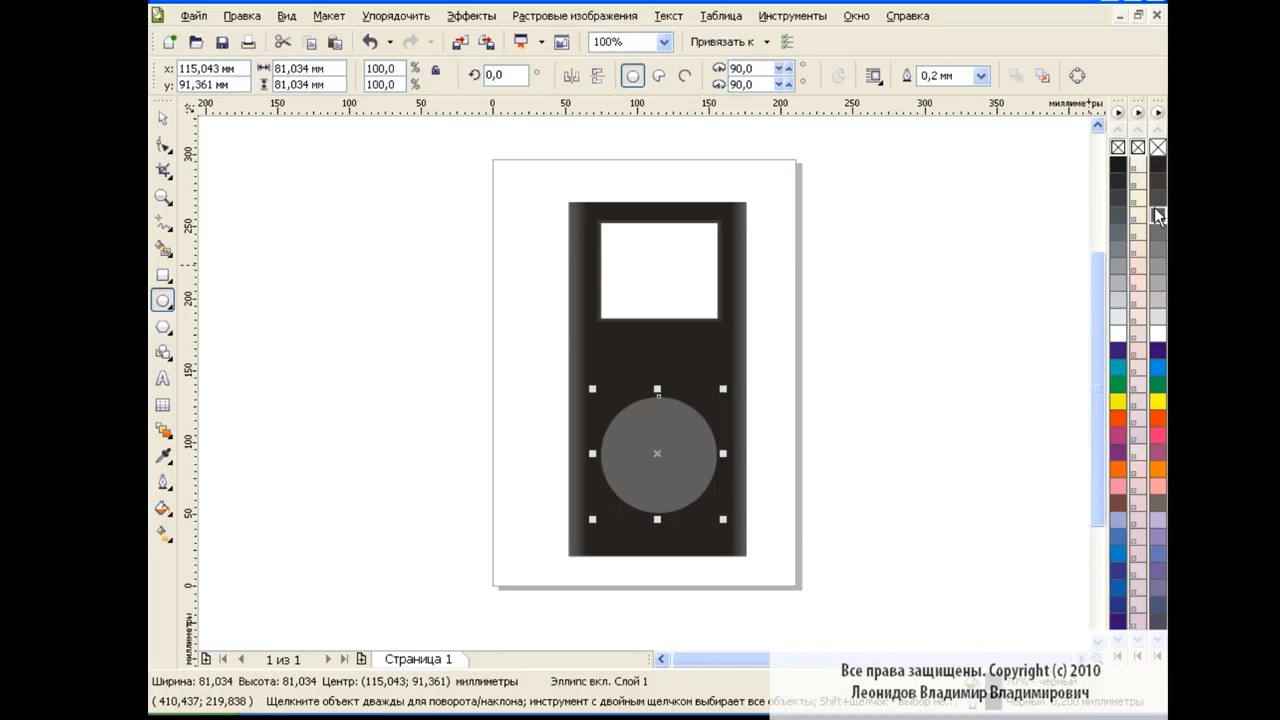 Файл Правка Вид Макет Упорядочить Эффекты Растровые изображения Текст Таблица Инструменты Окно Справка
100% Привязать к
x: 115,043 мм 81,034 мм 100,0 % 0,0 ° 90,0 ° 0,2 мм
y: 91,361 мм 81,034 мм 100,0 % 90,0 °
200 150 100 50 0 50 100 150 200 250 300 350 миллиметры
300
250
200
150
100
50
0
миллиметры
1 из 1 Страница 1
Ширина: 81,034 Высота: 81,034 Центр: (115,043; 91,361) миллиметры Эллипс вкл. Слой 1
( 410,437; 219,838 ) Щелкните объект дважды для поворота/наклона; инструмент с двойным щелчком выбирает все объекты; Shift+щелчок - выбор не...
Все права защищены. Copyright (c) 2010
Леонидов Владимир Владимирович